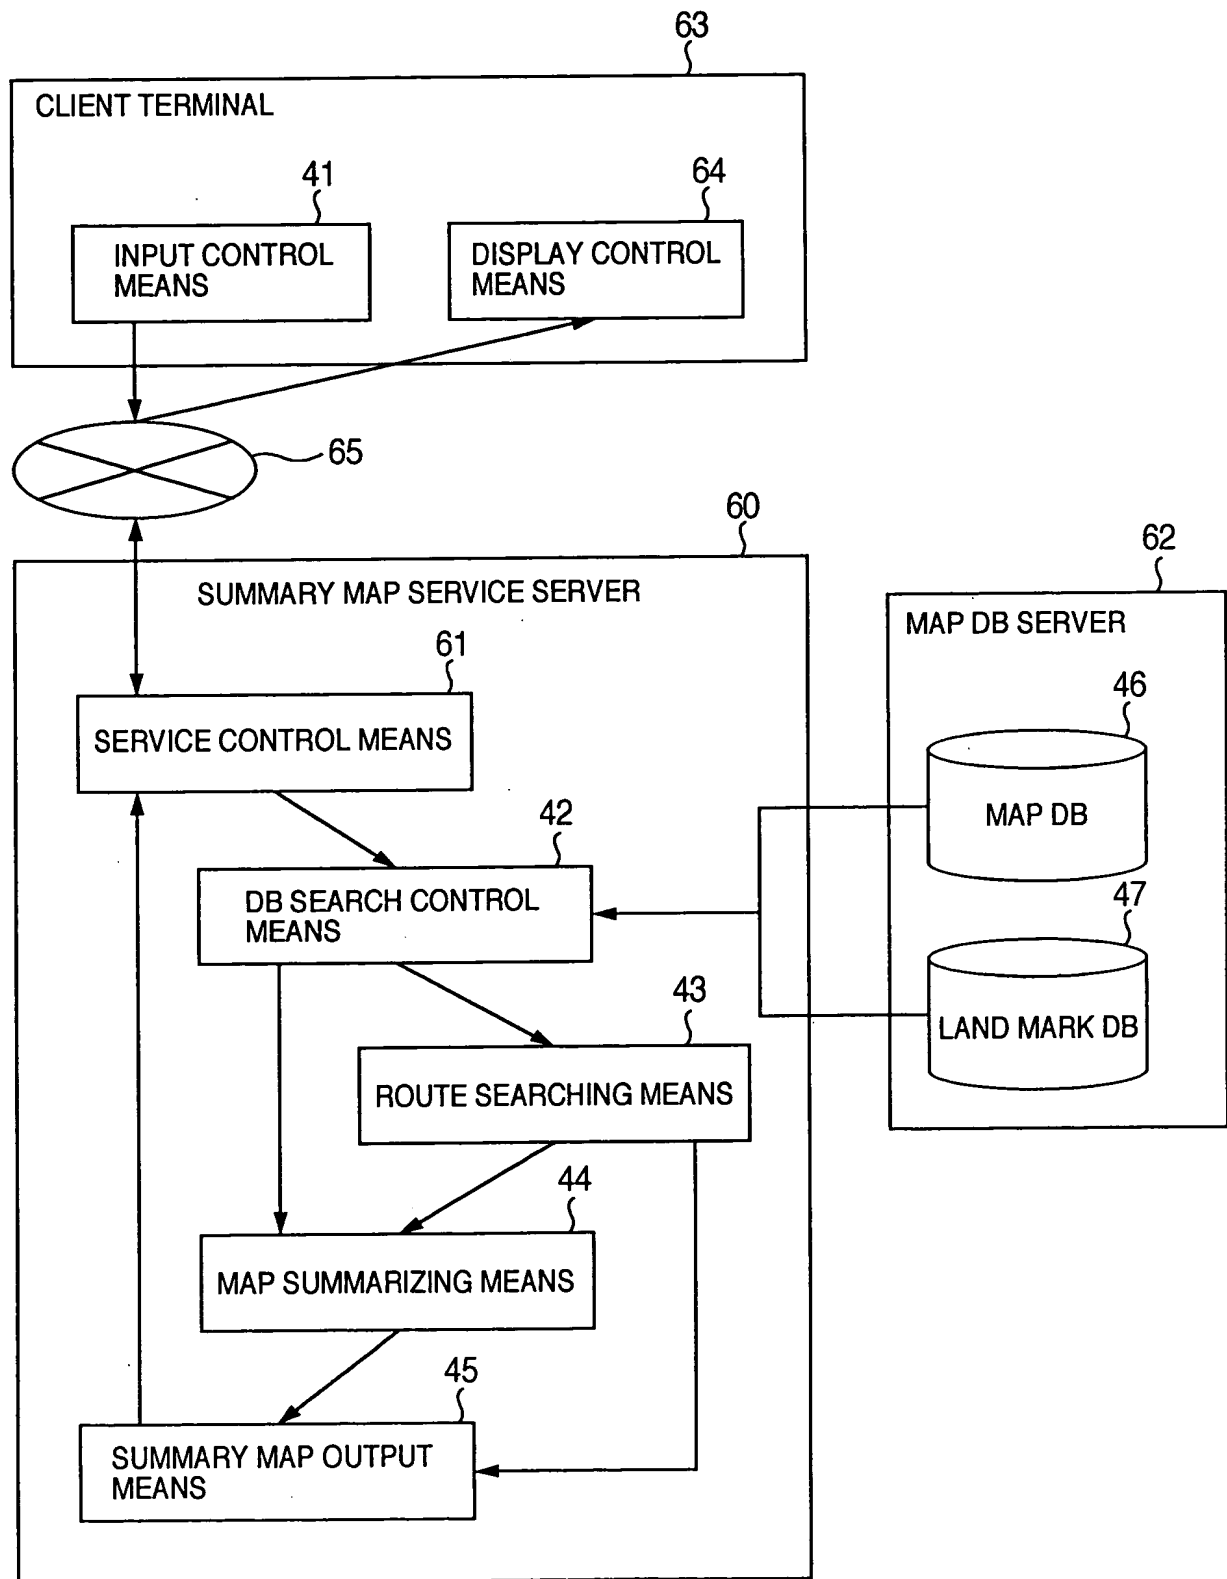 63
CLIENT TERMINAL
41
64
INPUT CONTROL
MEANS
DISPLAY CONTROL
MEANS
65
60
SUMMARY MAP SERVICE SERVER
62
MAP DB SERVER
61
SERVICE CONTROL MEANS
46
MAP DB
42
DB SEARCH CONTROL
MEANS
47
LAND MARK DB
43
ROUTE SEARCHING MEANS
44
MAP SUMMARIZING MEANS
45
SUMMARY MAP OUTPUT
MEANS